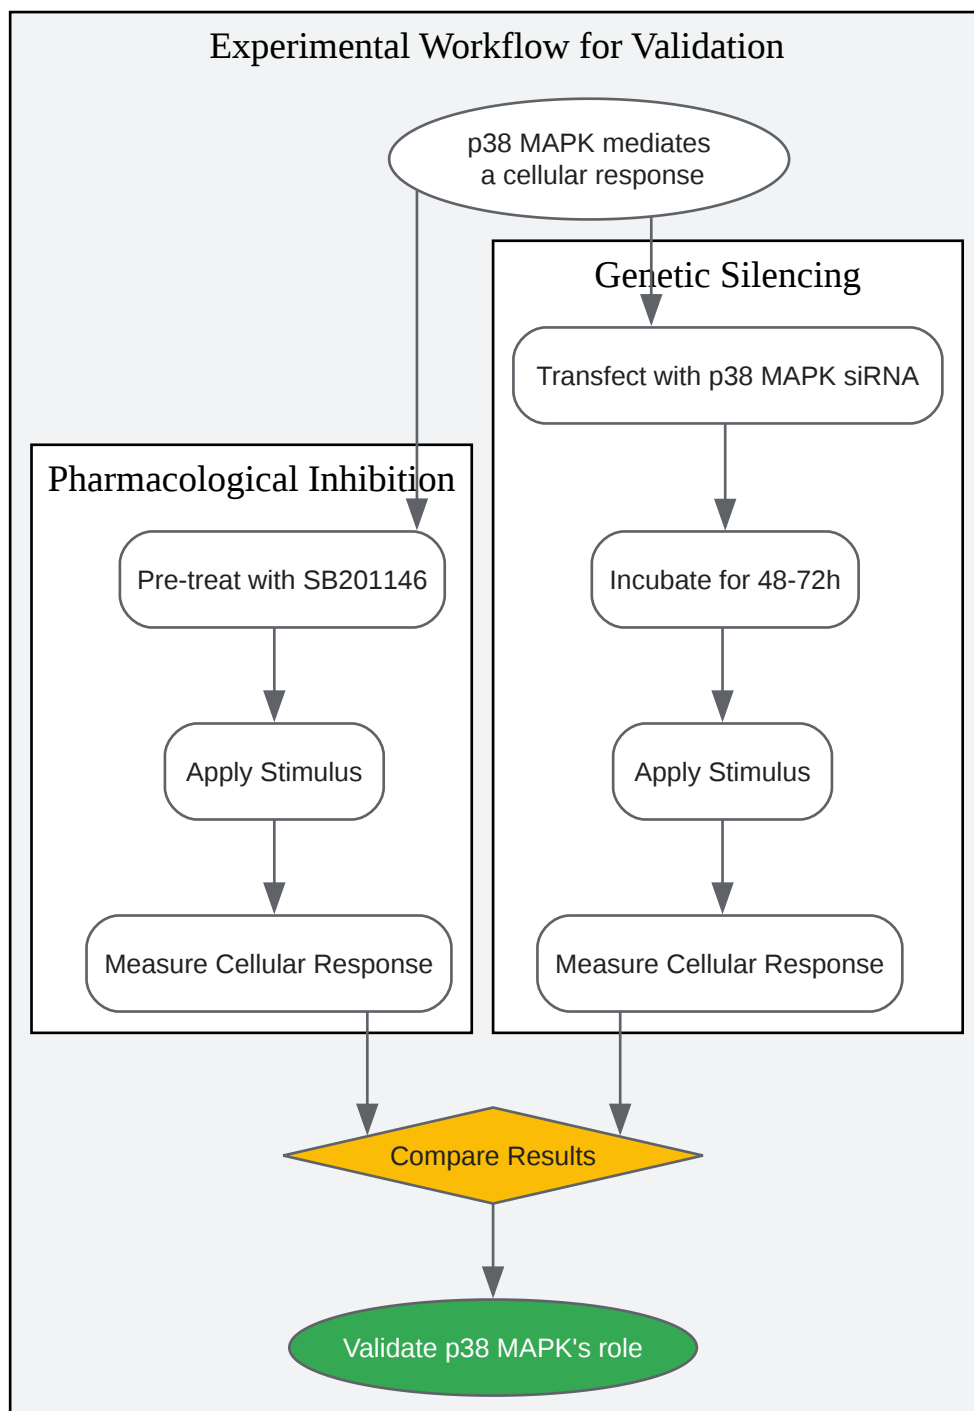 Experimental Workflow for Validation
p38 MAPK mediates
a cellular response
Genetic Silencing
Transfect with p38 MAPK siRNA
Pharmacological Inhibition
Pre-treat with SB201146
Incubate for 48-72h
Apply Stimulus
Apply Stimulus
Measure Cellular Response
Measure Cellular Response
Compare Results
Validate p38 MAPK's role